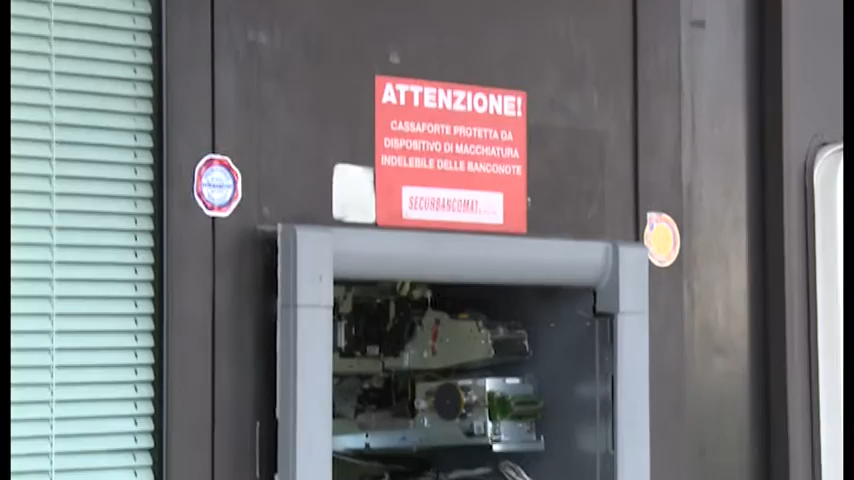 ATTENZIONE!
CASSAFORTE PROTETTA DA
DISPOSITIVO DI MACCHIATURA
INDELEBILE DELLE BANCONOTE
SECURBANCOMAT